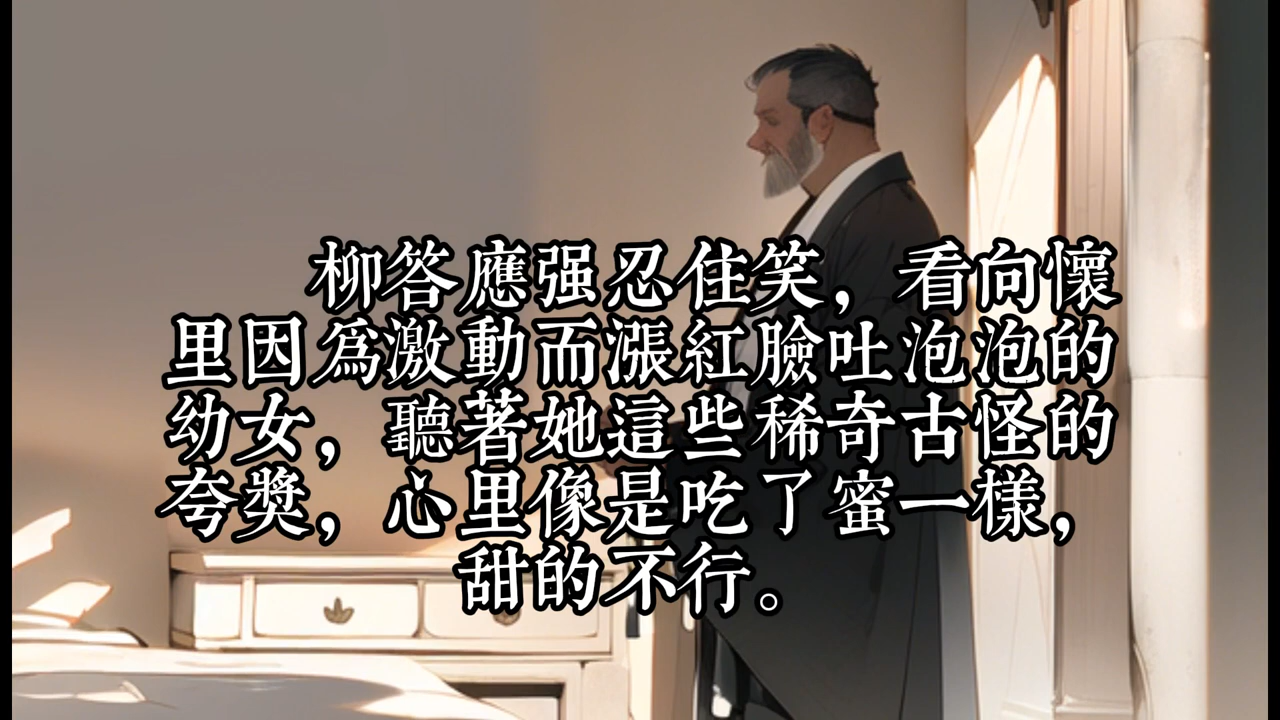 柳答應强忍住笑，看向懷
里因爲激動而漲紅臉吐泡泡的
幼女，聽著她這些稀奇古怪的
夸獎，心里像是吃了蜜一樣，
甜的不行。